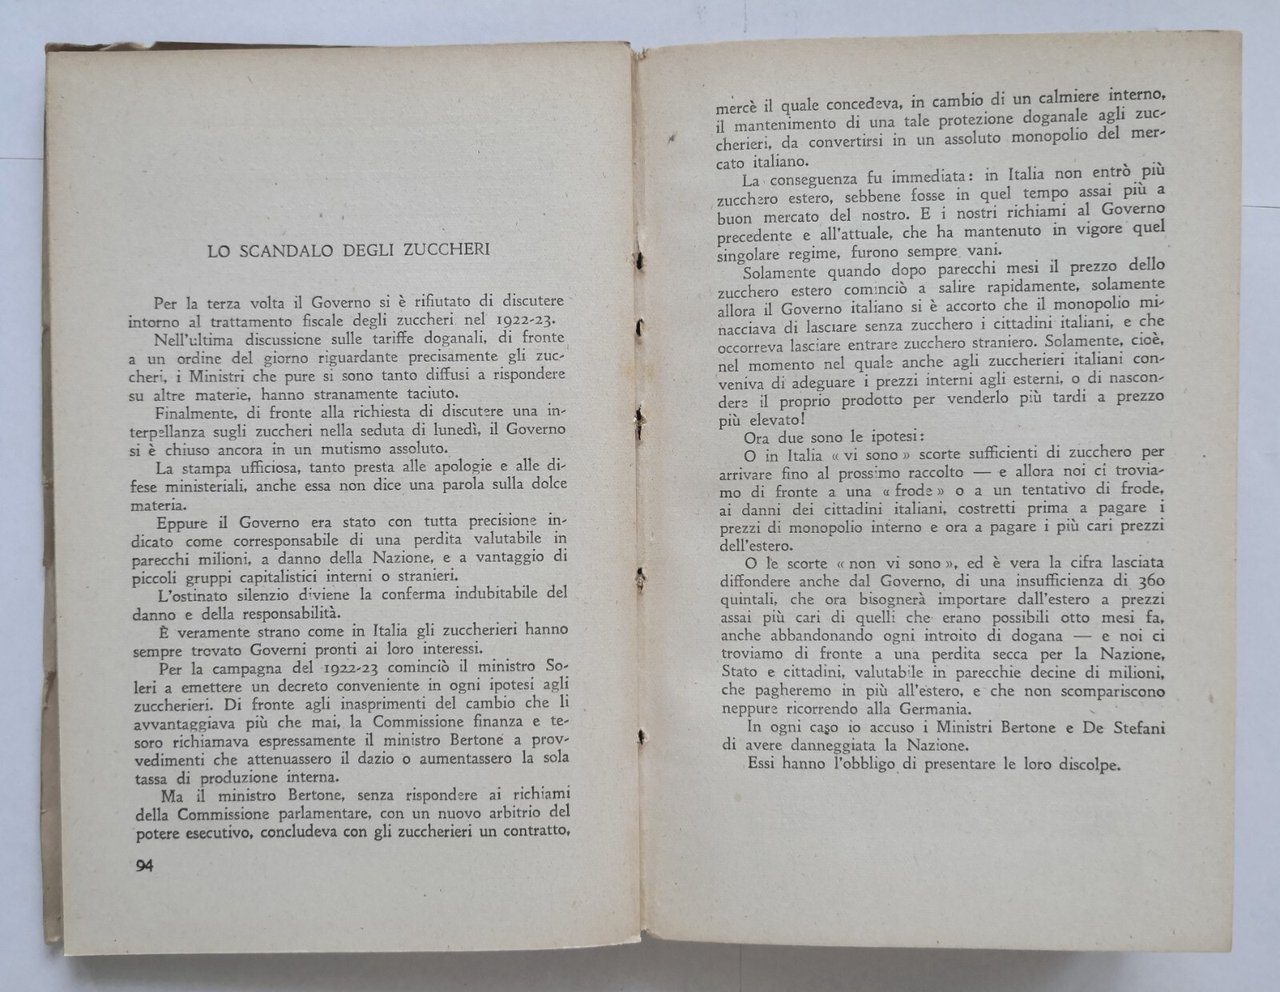 LO SCANDALO DEGLI ZUCCHERI
Per la terza volta il Governo si è rifiutato di discutere
intorno al trattamento fiscale degli zuccheri nel 1922-23.
Nell'ultima discussione sulle tariffe doganali, di fronte
a un ordine del giorno riguardante precisamente gli zuc-
cheri, i Ministri che pure si sono tanto diffusi a rispondere
su altre materie, hanno stranamente taciuto.
Finalmente, di fronte alla richiesta di discutere una in-
terpellanza sugli zuccheri nella seduta di lunedì, il Governo
si è chiuso ancora in un mutismo assoluto.
La stampa ufficiosa, tanto presta alle apologie e alle di-
fese ministeriali, anche essa non dice una parola sulla dolce
materia.
Eppure il Governo era stato con tutta precisione in-
dicato come corresponsabile di una perdita valutabile in
parecchi milioni, a danno della Nazione, e a vantaggio di
piccoli gruppi capitalistici interni o stranieri.
L'ostinato silenzio diviene la conferma indubitabile del
danno e della responsabilità.
È veramente strano come in Italia gli zuccherieri hanno
sempre trovato Governi pronti ai loro interessi.
Per la campagna del 1922-23 cominciò il ministro So-
leri a emettere un decreto conveniente in ogni ipotesi agli
zuccherieri. Di fronte agli inasprimenti del cambio che li
avvantaggiava più che mai, la Commissione finanza e te-
soro richiamava espressamente il ministro Bertone a prov-
vedimenti che attenuassero il dazio o aumentassero la sola
tassa di produzione interna.
Ma il ministro Bertone, senza rispondere ai richiami
della Commissione parlamentare, con un nuovo arbitrio del
potere esecutivo, concludeva con gli zuccherieri un contratto,
94
mercè il quale concedeva, in cambio di un calmiere interno,
il mantenimento di una tale protezione doganale agli zuc-
cherieri, da convertirsi in un assoluto monopolio del mer-
cato italiano.
La conseguenza fu immediata: in Italia non entrò più
zucchero estero, sebbene fosse in quel tempo assai più a
buon mercato del nostro. E i nostri richiami al Governo
precedente e all'attuale, che ha mantenuto in vigore quel
singolare regime, furono sempre vani.
Solamente quando dopo parecchi mesi il prezzo dello
zucchero estero cominciò a salire rapidamente, solamente
allora il Governo italiano si è accorto che il monopolio mi-
nacciava di lasciare senza zucchero i cittadini italiani, e che
occorreva lasciare entrare zucchero straniero. Solamente, cioè,
nel momento nel quale anche agli zuccherieri italiani con-
veniva di adeguare i prezzi interni agli esterni, o di nascon-
dere il proprio prodotto per venderlo più tardi a prezzo
più elevato!
Ora due sono le ipotesi:
O in Italia « vi sono » scorte sufficienti di zucchero per
arrivare fino al prossimo raccolto — e allora noi ci trovia-
mo di fronte a una « frode » o a un tentativo di frode,
ai danni dei cittadini italiani, costretti prima a pagare i
prezzi di monopolio interno e ora a pagare i più cari prezzi
dell'estero.
O le scorte « non vi sono », ed è vera la cifra lasciata
diffondere anche dal Governo, di una insufficienza di 360
quintali, che ora bisognerà importare dall'estero a prezzi
assai più cari di quelli che erano possibili otto mesi fa,
anche abbandonando ogni introito di dogana — e noi ci
troviamo di fronte a una perdita secca per la Nazione,
Stato e cittadini, valutabile in parecchie decine di milioni,
che pagheremo in più all'estero, e che non scompariscono
neppure ricorrendo alla Germania.
In ogni caso io accuso i Ministri Bertone e De Stefani
di avere danneggiata la Nazione.
Essi hanno l'obbligo di presentare le loro discolpe.